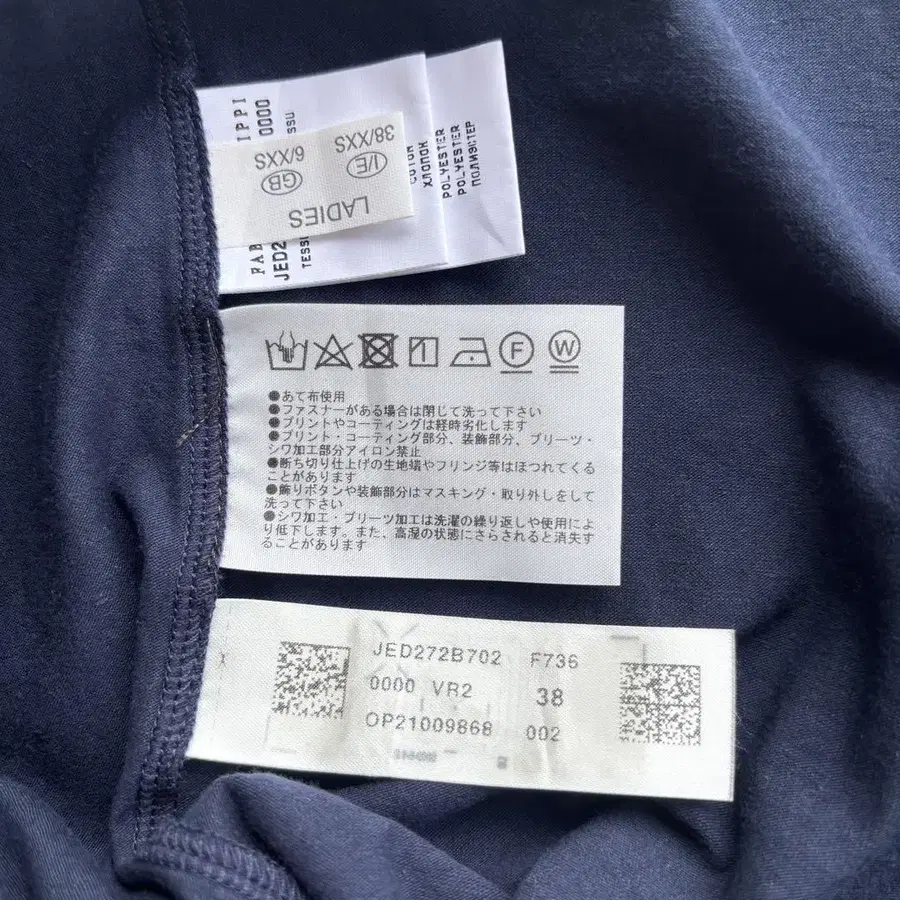 IPPI
0000
SSU
FAB
JED2
TESSI
38/XXS
6/XXS
I/E
GB
LADIES
ХЛОПОК
POLYESTER
POLYESTER
ПОЛИЭСТЕР
1
F
W
●あて布使用
●ファスナーがある場合は閉じて洗って下さい
●プリントやコーティングは経時劣化します
●プリント・コーティング部分、装飾部分、プリーツ・
シワ加工部分アイロン禁止
●断ち切り仕上げの生地端やフリンジ等はほつれてくる
ことがあります
●飾りボタンや装飾部分はマスキング・取り外しをして
洗って下さい
●シワ加工・プリーツ加工は洗濯の繰り返しや使用によ
り低下します。また、高湿の状態にさらされると消失す
ることがあります
JED272B702 F736
0000 VR2 38
OP21009868 002